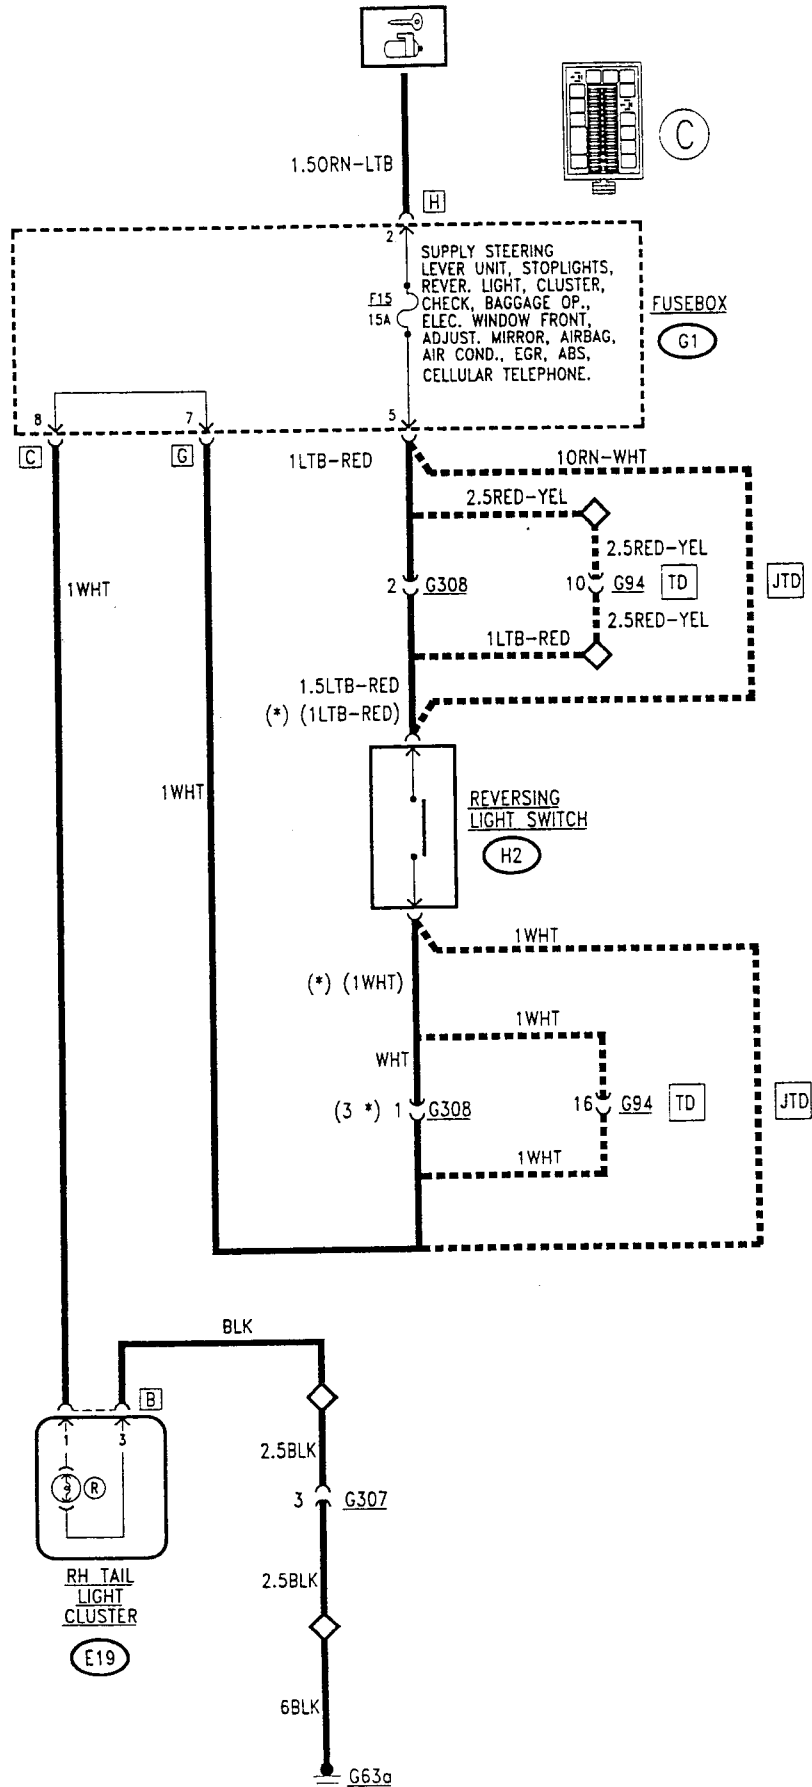 C
1.5ORN-LTB
H
2
SUPPLY STEERING
LEVER UNIT, STOPLIGHTS,
REVER. LIGHT, CLUSTER,
CHECK, BAGGAGE OP.,
ELEC. WINDOW FRONT,
ADJUST. MIRROR, AIRBAG,
AIR COND., EGR, ABS,
CELLULAR TELEPHONE.
F15
15A
FUSEBOX
G1
8
7
5
C
G
1LTB-RED
1ORN-WHT
2.5RED-YEL
2.5RED-YEL
1WHT
2 G308
10 G94
TD
JTD
2.5RED-YEL
1LTB-RED
1.5LTB-RED
(*) (1LTB-RED)
1WHT
REVERSING
LIGHT SWITCH
H2
1WHT
(*) (1WHT)
1WHT
WHT
(3 *) 1 G308
16 G94
TD
JTD
1WHT
BLK
B
1
3
R
2.5BLK
3 G307
RH TAIL
LIGHT
CLUSTER
E19
2.5BLK
6BLK
G63a